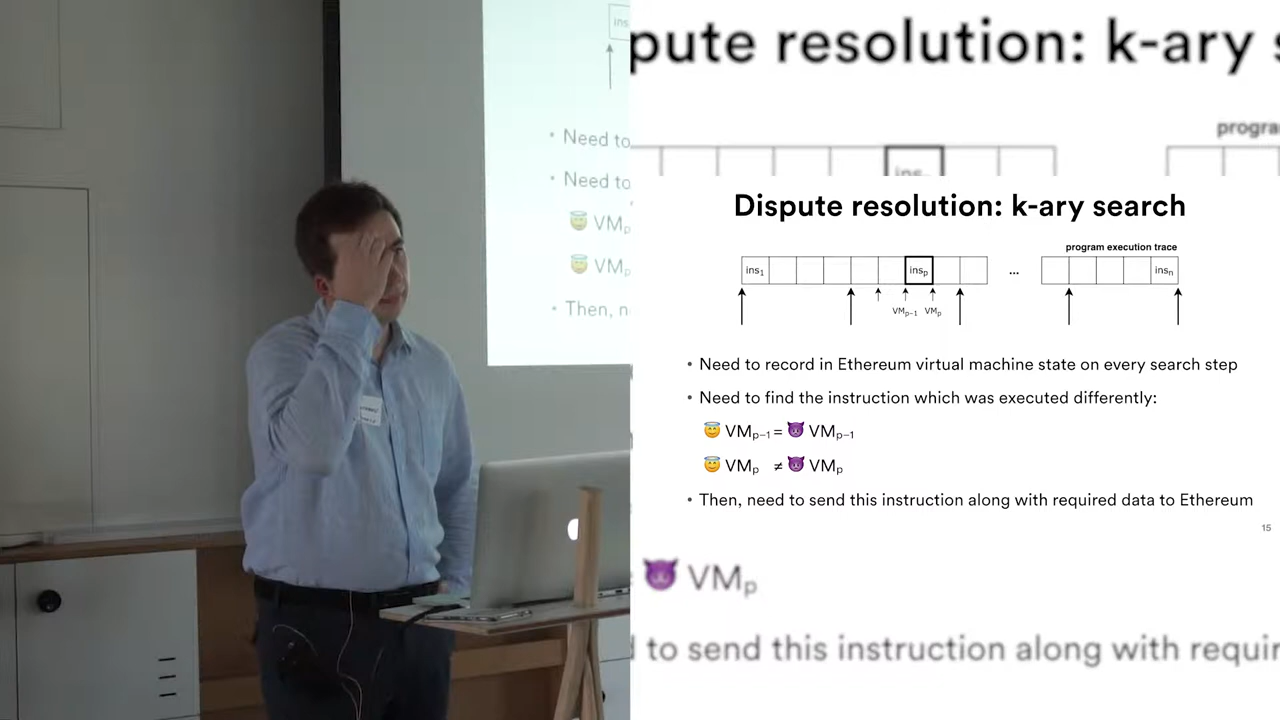 ins
Need to
Need to
😇 VMₚ
😇 VMₚ
Then, n
pute resolution: k-ary s
progra
insₚ
Dispute resolution: k-ary search
program execution trace
ins₁ insₚ ... insₙ
VMₚ₋₁ VMₚ
• Need to record in Ethereum virtual machine state on every search step
• Need to find the instruction which was executed differently:
😇 VMₚ₋₁ = 😈 VMₚ₋₁
😇 VMₚ ≠ 😈 VMₚ
• Then, need to send this instruction along with required data to Ethereum
15
😈 VMₚ
to send this instruction along with requir